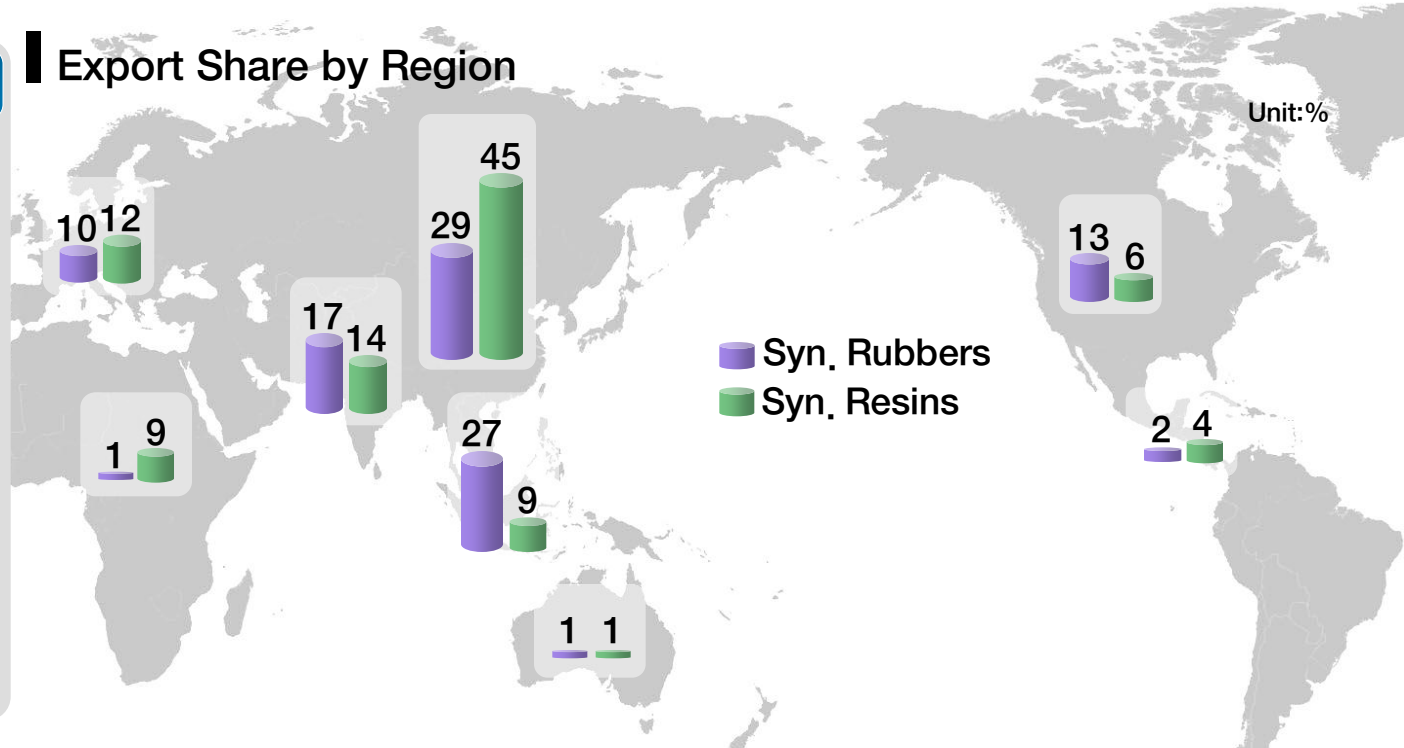 Export Share by Region
Unit:%
10 12
29 45
17 14
1 9
27 9
1 1
13 6
2 4
Syn. Rubbers
Syn. Resins